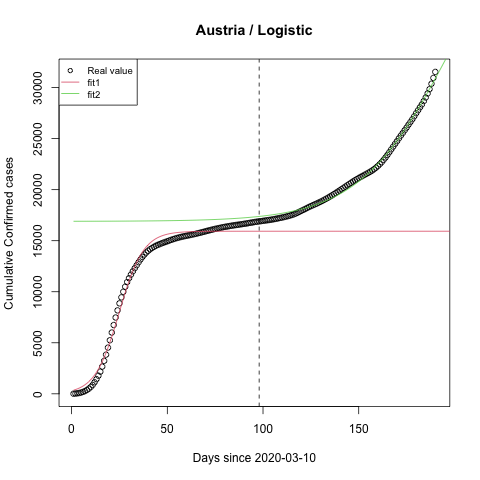 Austria / Logistic
Real value
fit1
fit2
Cumulative Confirmed cases
0
5000
10000
15000
20000
25000
30000
0
50
100
150
Days since 2020-03-10